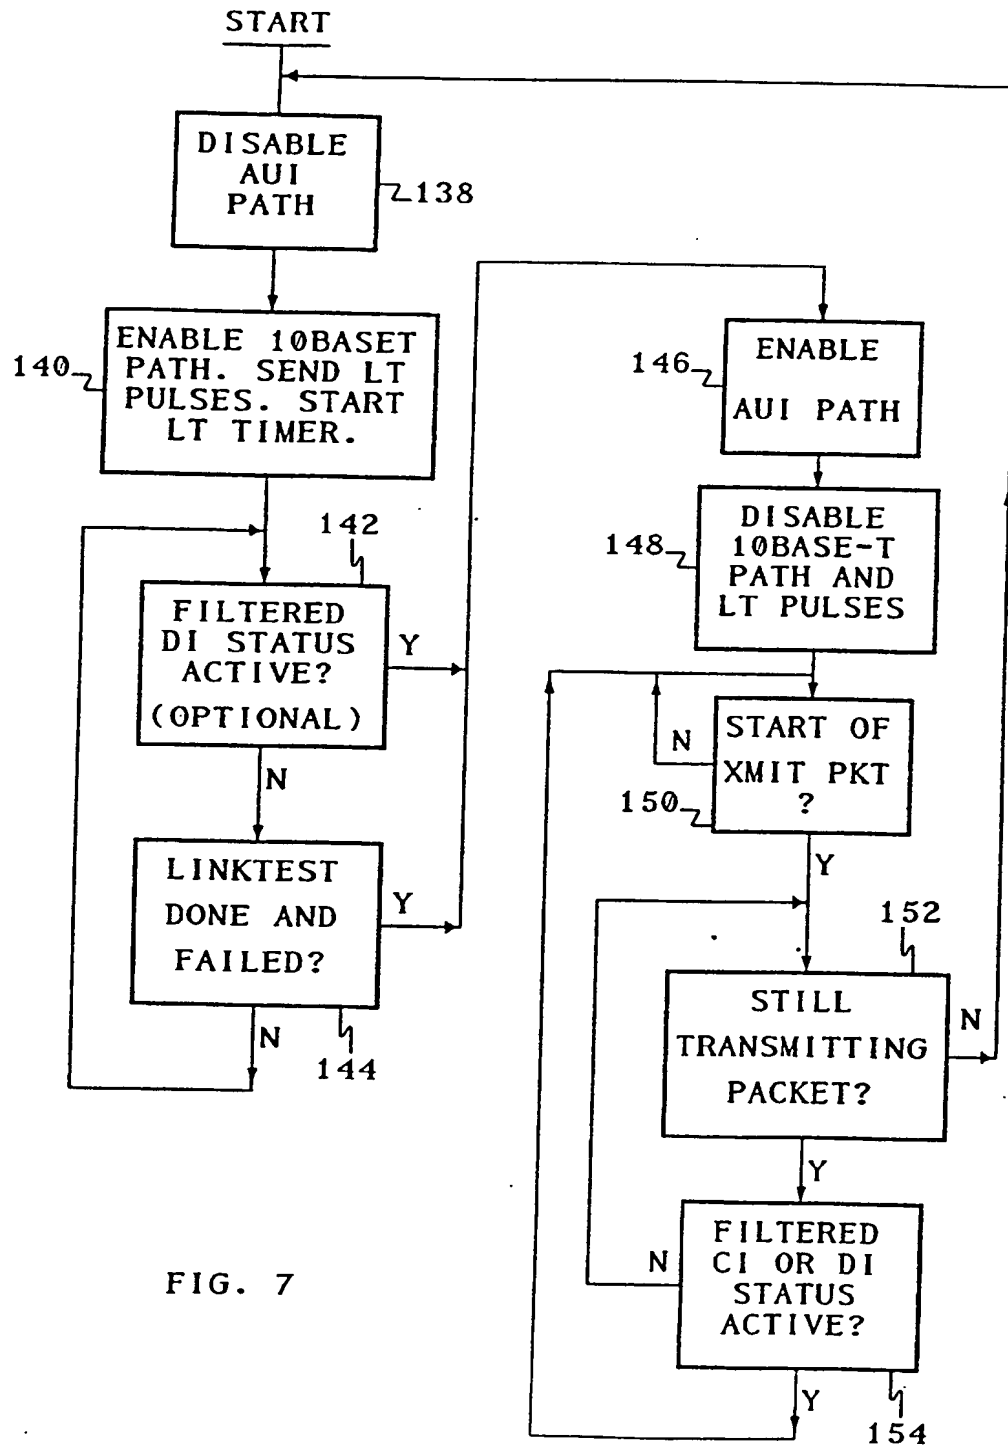 START
DISABLE
AUI
PATH
138
ENABLE 10BASET
PATH. SEND LT
PULSES. START
LT TIMER.
140
142
FILTERED
DI STATUS
ACTIVE?
(OPTIONAL)
Y
N
LINKTEST
DONE AND
FAILED?
Y
N
144
ENABLE
AUI PATH
146
DISABLE
10BASE-T
PATH AND
LT PULSES
148
START OF
XMIT PKT
?
N
150
Y
152
STILL
TRANSMITTING
PACKET?
N
Y
FILTERED
CI OR DI
STATUS
ACTIVE?
N
Y
154
FIG. 7